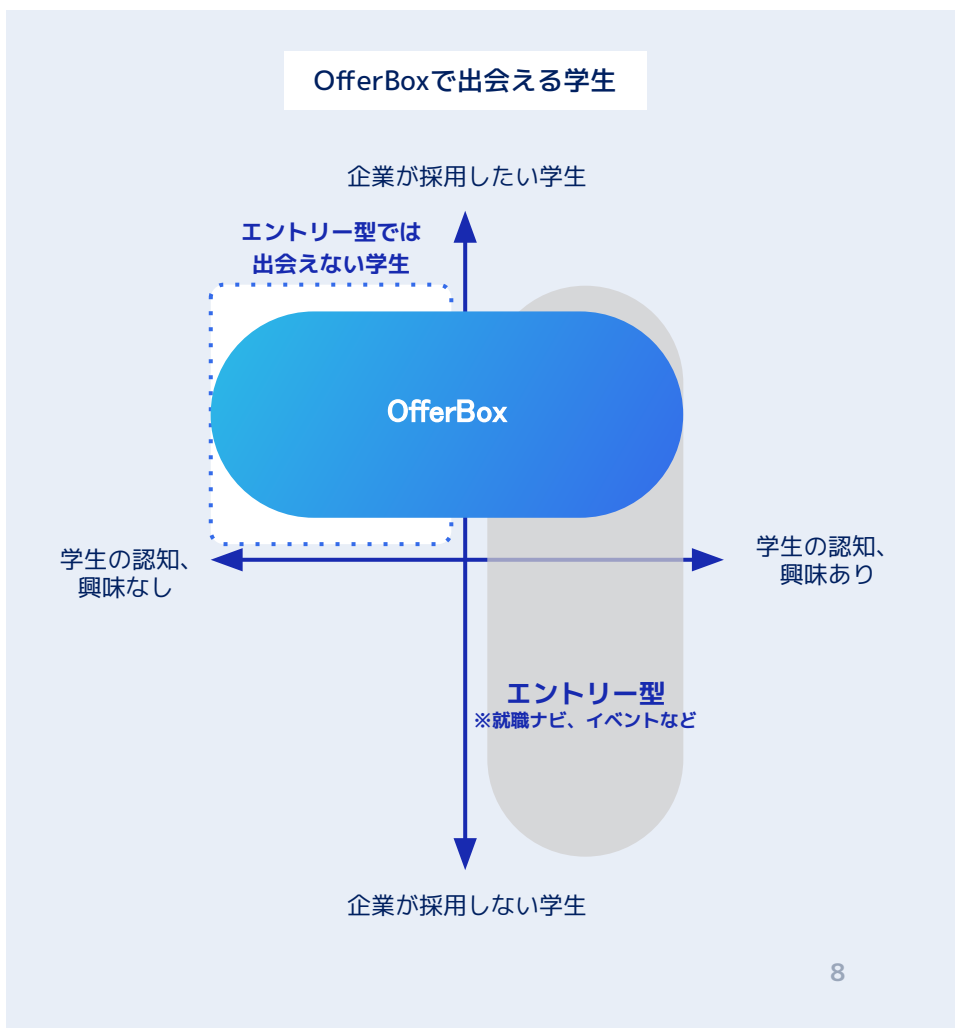 OfferBoxで出会える学生
企業が採用したい学生
エントリー型では
出会えない学生
OfferBox
学生の認知、
興味なし
学生の認知、
興味あり
エントリー型
※就職ナビ、イベントなど
企業が採用しない学生
8